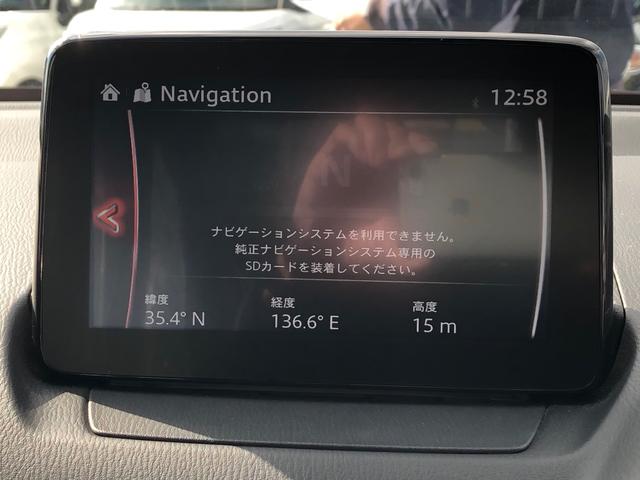 Navigation 12:58
ナビゲーションシステムを利用できません。
純正ナビゲーションシステム専用の
SDカードを装着してください。
緯度 経度 高度
35.4° N 136.6° E 15 m